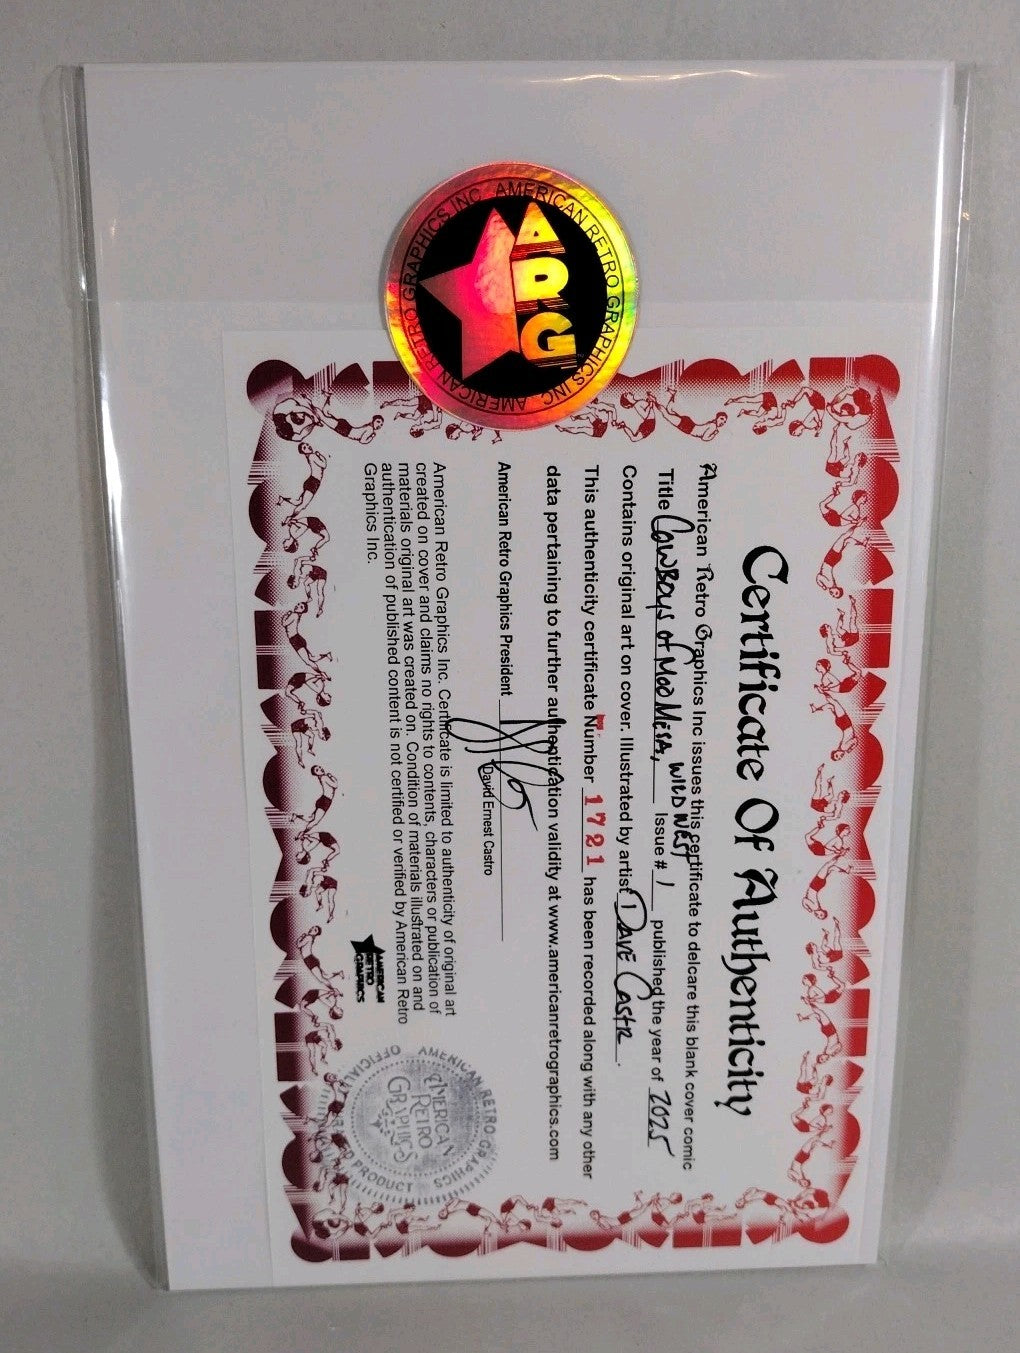 AMERICAN RETRO GRAPHICS INC AMERICAN RETRO GRAPHICS INC
ARG
Certificate Of Authenticity
American Retro Graphics Inc issues this certificate to delcare this blank cover comic
Title Cowboys of Moo Mesa, Wild West Issue # 1 published the year of 2025
Contains original art on cover. Illustrated by artist Dave Castr.
This authenticity certificate Number 1721 has been recorded along with any other
data pertaining to further authentication validity at www.americanretrographics.com
American Retro Graphics President
David Ernest Castro
American Retro Graphics Inc. Certificate is limited to authenticity of original art
created on cover and claims no rights to contents, characters or publication of
materials original art was created on. Condition of materials illustrated on and
authentication of published content is not certified or verified by American Retro
Graphics Inc.
AMERICAN
RETRO
GRAPHICS
AMERICAN RETRO GRAPHICS
OFFICIALLY
PRODUCT
AMERICAN
RETRO
GRAPHICS